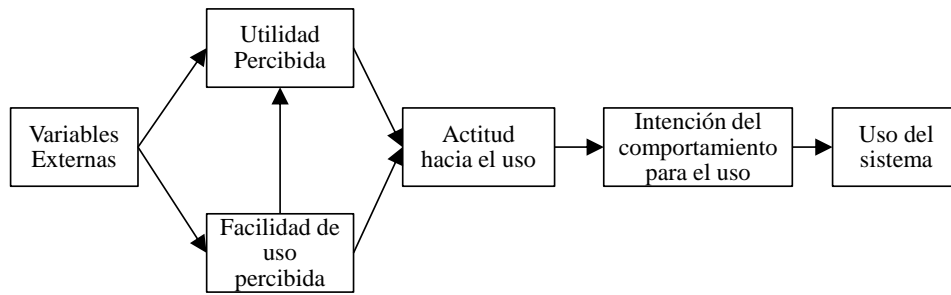 Utilidad
Percibida
Variables
Externas
Actitud
hacia el uso
Intención del
comportamiento
para el uso
Uso del
sistema
Facilidad de
uso
percibida